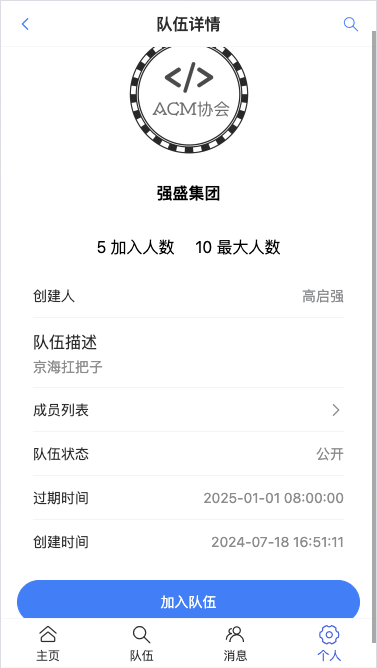 队伍详情
</>
ACM协会
强盛集团
5 加入人数 10 最大人数
创建人 高启强
队伍描述
京海扛把子
成员列表
队伍状态 公开
过期时间 2025-01-01 08:00:00
创建时间 2024-07-18 16:51:11
加入队伍
主页 队伍 消息 个人